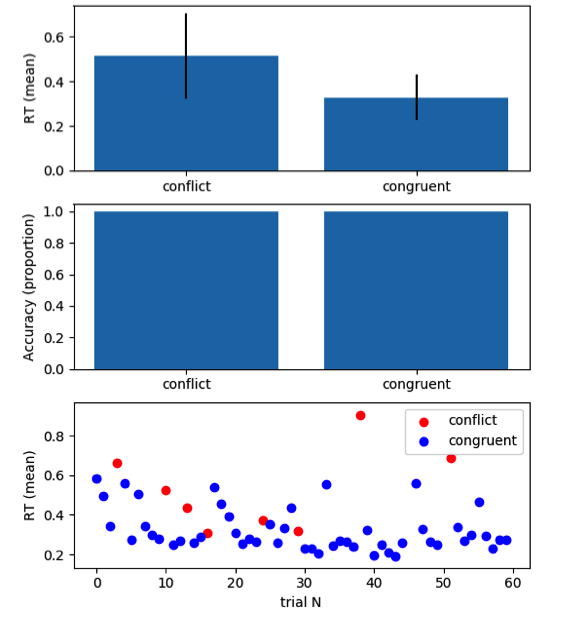 RT (mean)
0.6
0.4
0.2
0.0
conflict congruent
Accuracy (proportion)
1.0
0.8
0.6
0.4
0.2
0.0
conflict congruent
RT (mean)
0.8
0.6
0.4
0.2
conflict
congruent
0 10 20 30 40 50 60
trial N